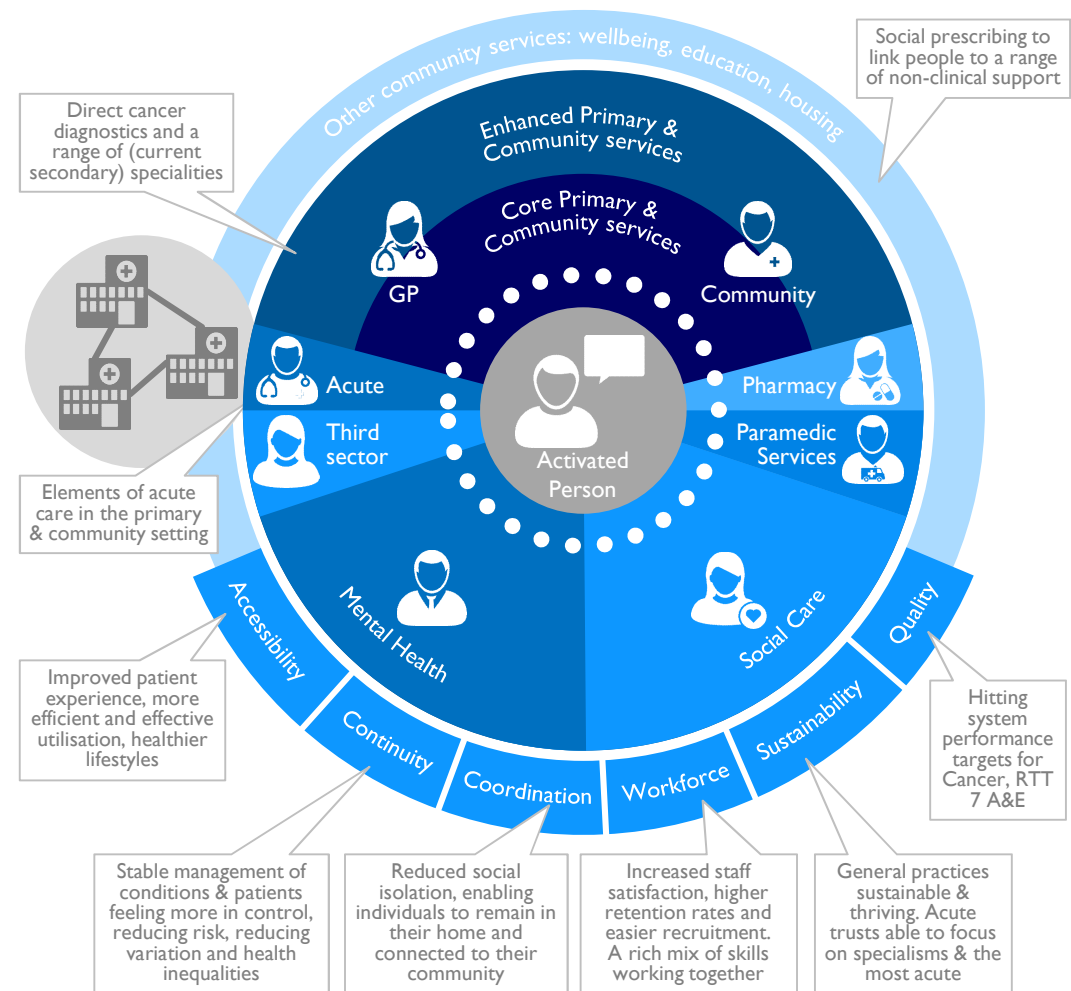 Other community services: wellbeing, education, housing
Social prescribing to
link people to a range
of non-clinical support
Direct cancer
diagnostics and a
range of (current
secondary) specialities
Enhanced Primary &
Community services
Core Primary &
Community services
GP
Community
Acute
Pharmacy
Third
sector
Paramedic
Services
Activated
Person
Elements of acute
care in the primary
& community setting
Mental Health
Social Care
Accessibility
Continuity
Coordination
Workforce
Sustainability
Quality
Improved patient
experience, more
efficient and effective
utilisation, healthier
lifestyles
Hitting
system
performance
targets for
Cancer, RTT
7 A&E
Stable management of
conditions & patients
feeling more in control,
reducing risk, reducing
variation and health
inequalities
Reduced social
isolation, enabling
individuals to remain in
their home and
connected to their
community
Increased staff
satisfaction, higher
retention rates and
easier recruitment.
A rich mix of skills
working together
General practices
sustainable &
thriving. Acute
trusts able to focus
on specialisms & the
most acute